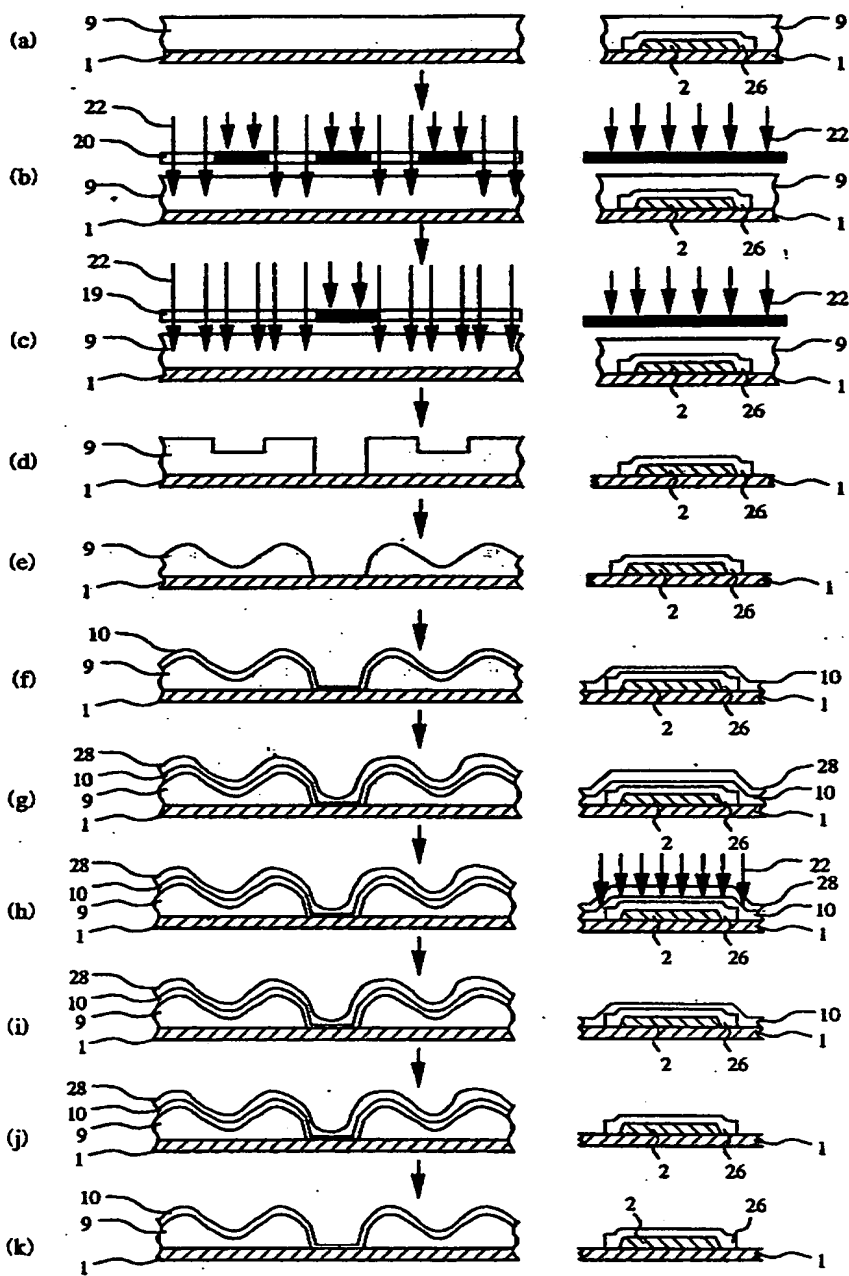 (a) 9 9
1 2 26 1
22
20 22
(b) 9 9
1 2 26 1
22
19 22
(c) 9 9
1 2 26 1
(d) 9
1 2 26 1
(e) 9
1 2 26 1
10
(f) 9 10
1 2 26 1
28 28
(g) 10 10
9
1 2 26 1
22
(h) 28 28
10 10
9
1 2 26 1
28
(i) 10 10
9
1 2 26 1
28
(j) 10
9
1 2 26 1
10 2 26
(k) 9
1 1